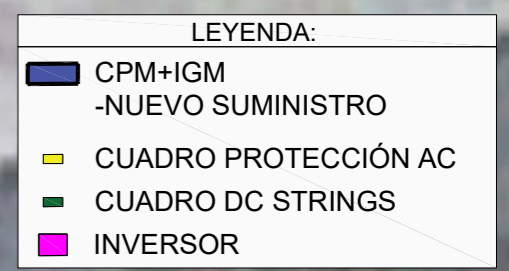 LEYENDA:
CPM+IGM
-NUEVO SUMINISTRO
CUADRO PROTECCIÓN AC
CUADRO DC STRINGS
INVERSOR